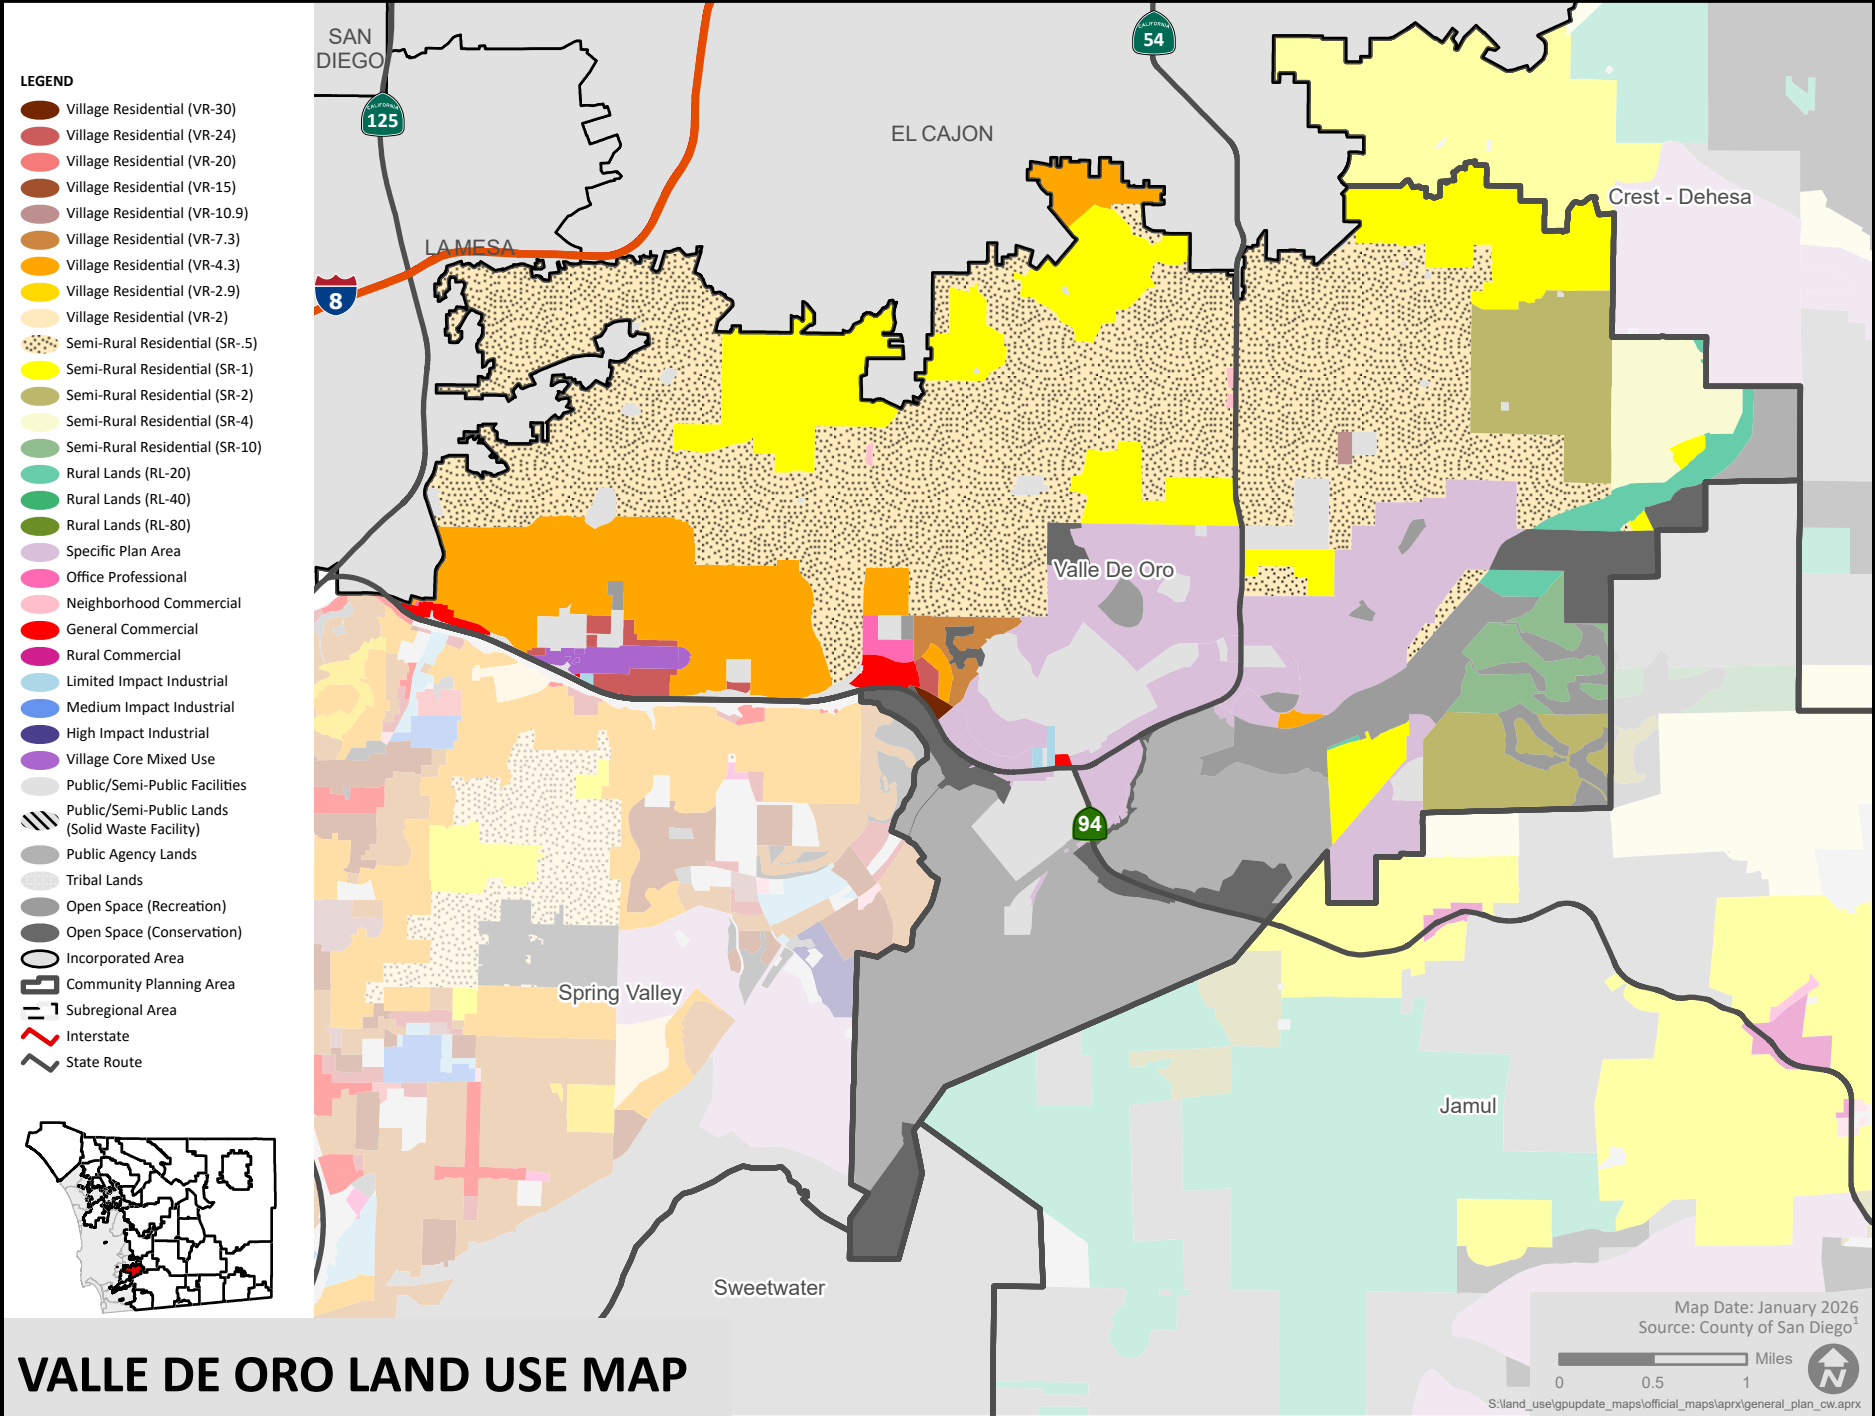 SAN
DIEGO
CALIFORNIA
54
CALIFORNIA
125
EL CAJON
LA MESA
8
Crest - Dehesa
Valle De Oro
94
Spring Valley
Jamul
Sweetwater
LEGEND
Village Residential (VR-30)
Village Residential (VR-24)
Village Residential (VR-20)
Village Residential (VR-15)
Village Residential (VR-10.9)
Village Residential (VR-7.3)
Village Residential (VR-4.3)
Village Residential (VR-2.9)
Village Residential (VR-2)
Semi-Rural Residential (SR-.5)
Semi-Rural Residential (SR-1)
Semi-Rural Residential (SR-2)
Semi-Rural Residential (SR-4)
Semi-Rural Residential (SR-10)
Rural Lands (RL-20)
Rural Lands (RL-40)
Rural Lands (RL-80)
Specific Plan Area
Office Professional
Neighborhood Commercial
General Commercial
Rural Commercial
Limited Impact Industrial
Medium Impact Industrial
High Impact Industrial
Village Core Mixed Use
Public/Semi-Public Facilities
Public/Semi-Public Lands
(Solid Waste Facility)
Public Agency Lands
Tribal Lands
Open Space (Recreation)
Open Space (Conservation)
Incorporated Area
Community Planning Area
Subregional Area
Interstate
State Route
VALLE DE ORO LAND USE MAP
Map Date: January 2026
Source: County of San Diego1
Miles
0 0.5 1
N
S:\land_use\gpupdate_maps\official_maps\aprx\general_plan_cw.aprx